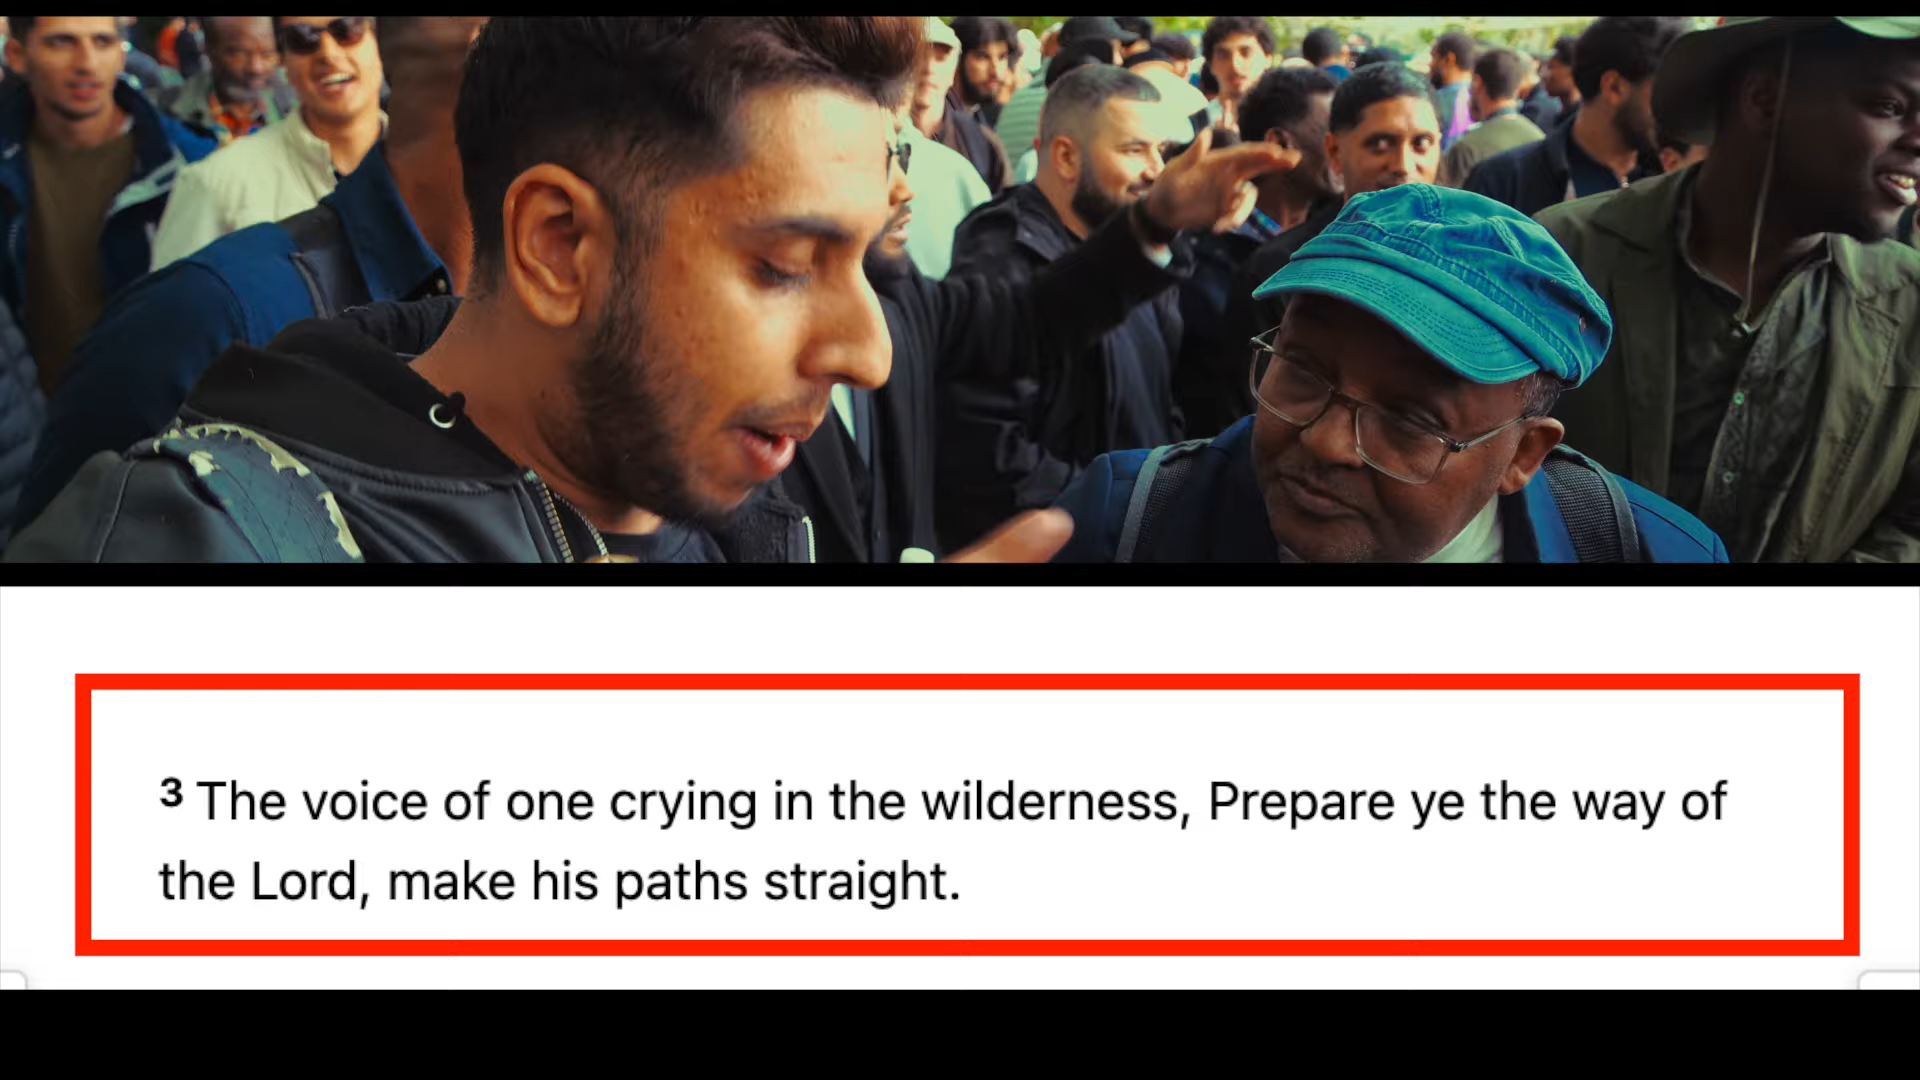 3 The voice of one crying in the wilderness, Prepare ye the way of
the Lord, make his paths straight.